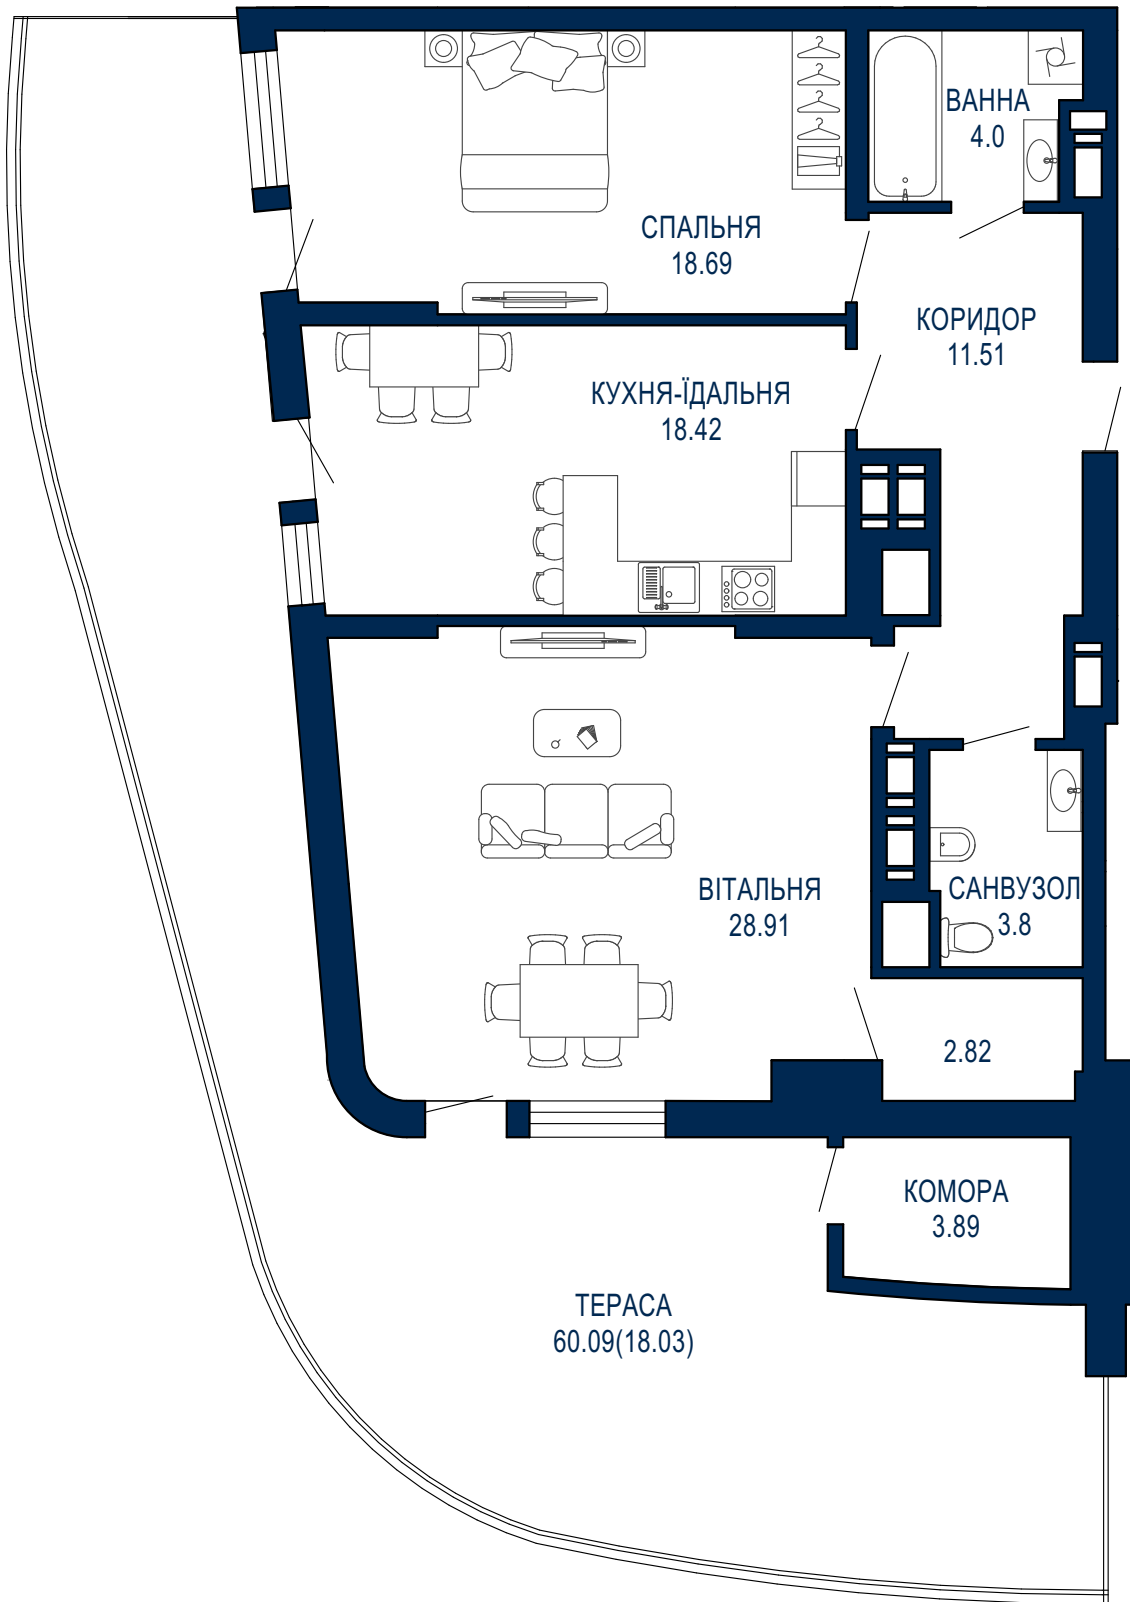 ВАННА
4.0
СПАЛЬНЯ
18.69
КОРИДОР
11.51
КУХНЯ-ЇДАЛЬНЯ
18.42
ВІТАЛЬНЯ
28.91
САНВУЗОЛ
3.8
2.82
КОМОРА
3.89
ТЕРАСА
60.09(18.03)